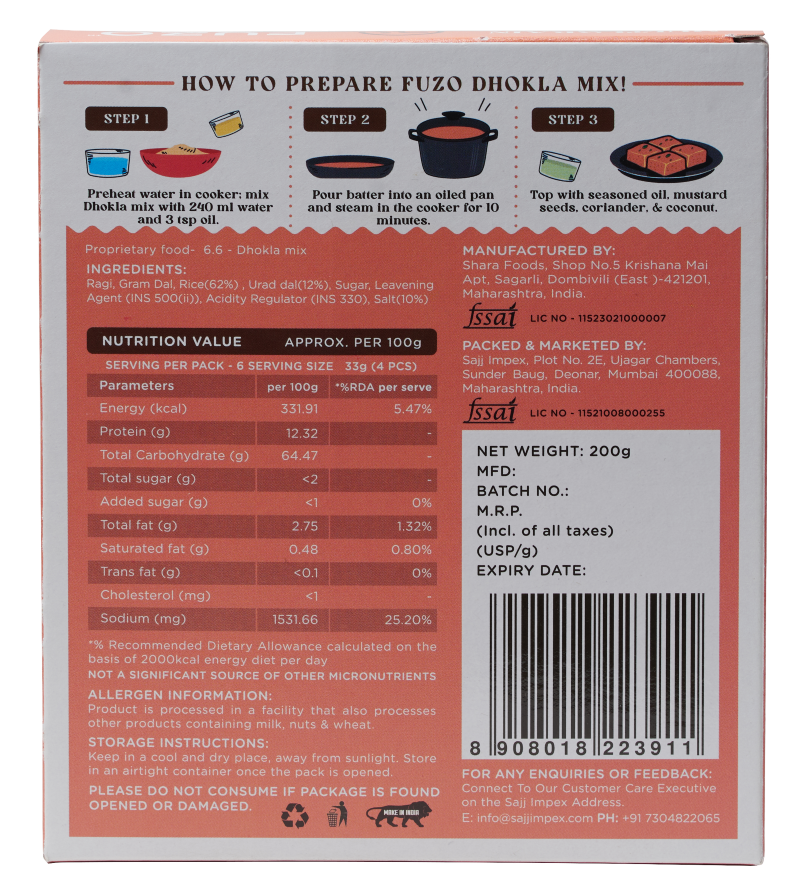 HOW TO PREPARE FUZO DHOKLA MIX!
STEP 1
Preheat water in cooker; mix
Dhokla mix with 240 ml water
and 3 tsp oil.
STEP 2
Pour batter into an oiled pan
and steam in the cooker for 10
minutes.
STEP 3
Top with seasoned oil, mustard
seeds, coriander, & coconut.
Proprietary food- 6.6 - Dhokla mix
INGREDIENTS:
Ragi, Gram Dal, Rice(62%) , Urad dal(12%), Sugar, Leavening
Agent (INS 500(ii)), Acidity Regulator (INS 330), Salt(10%)
NUTRITION VALUE APPROX. PER 100g
SERVING PER PACK - 6 SERVING SIZE 33g (4 PCS)
Parameters per 100g *%RDA per serve
Energy (kcal) 331.91 5.47%
Protein (g) 12.32 -
Total Carbohydrate (g) 64.47 -
Total sugar (g) <2 -
Added sugar (g) <1 0%
Total fat (g) 2.75 1.32%
Saturated fat (g) 0.48 0.80%
Trans fat (g) <0.1 0%
Cholesterol (mg) <1 -
Sodium (mg) 1531.66 25.20%
*% Recommended Dietary Allowance calculated on the
basis of 2000kcal energy diet per day
NOT A SIGNIFICANT SOURCE OF OTHER MICRONUTRIENTS
ALLERGEN INFORMATION:
Product is processed in a facility that also processes
other products containing milk, nuts & wheat.
STORAGE INSTRUCTIONS:
Keep in a cool and dry place, away from sunlight. Store
in an airtight container once the pack is opened.
PLEASE DO NOT CONSUME IF PACKAGE IS FOUND
OPENED OR DAMAGED.
MAKE IN INDIA
MANUFACTURED BY:
Shara Foods, Shop No.5 Krishana Mai
Apt, Sagarli, Dombivili (East )-421201,
Maharashtra, India.
fssai LIC NO - 11523021000007
PACKED & MARKETED BY:
Sajj Impex, Plot No. 2E, Ujagar Chambers,
Sunder Baug, Deonar, Mumbai 400088,
Maharashtra, India.
fssai LIC NO - 11521008000255
NET WEIGHT: 200g
MFD:
BATCH NO.:
M.R.P.
(Incl. of all taxes)
(USP/g)
EXPIRY DATE:
8 908018 223911
FOR ANY ENQUIRIES OR FEEDBACK:
Connect To Our Customer Care Executive
on the Sajj Impex Address.
E: info@sajjimpex.com PH: +91 7304822065